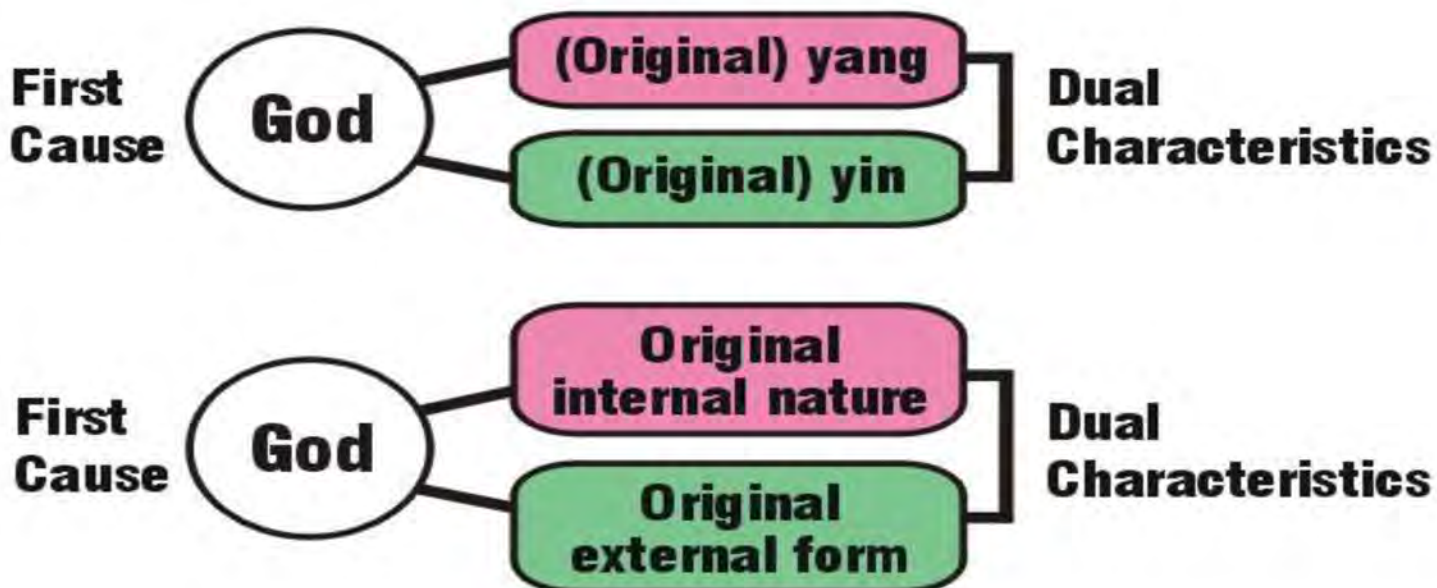 First
Cause
God
(Original) yang
(Original) yin
Dual
Characteristics
First
Cause
God
Original
internal nature
Original
external form
Dual
Characteristics